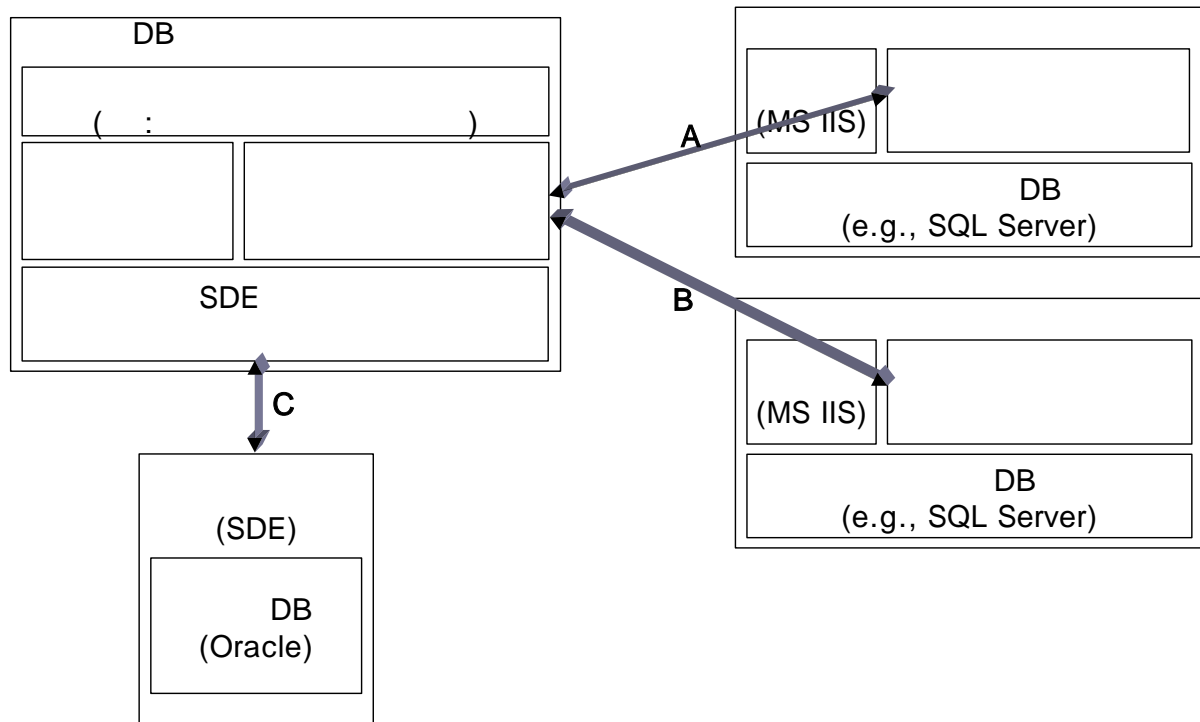 DB
( : )
SDE
A
B
C
(SDE)
DB
(Oracle)
(MS IIS)
DB
(e.g., SQL Server)
(MS IIS)
DB
(e.g., SQL Server)